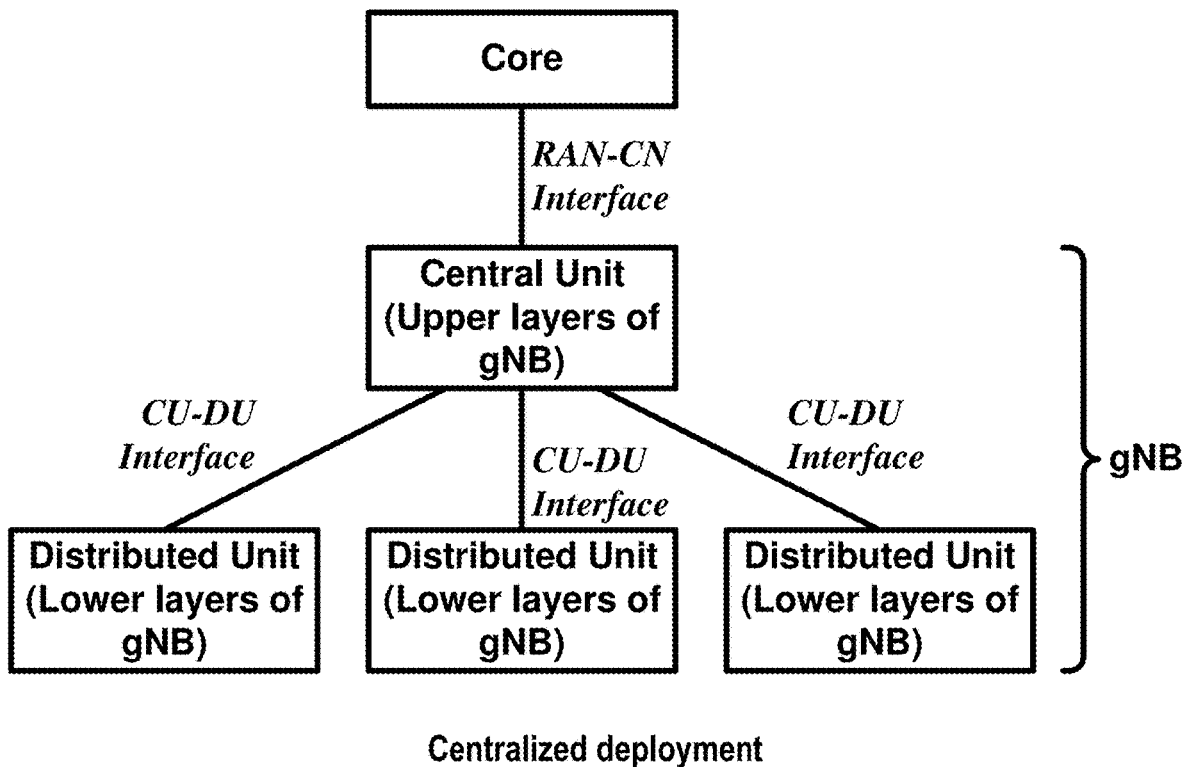 Core
RAN-CN
Interface
Central Unit
(Upper layers of
gNB)
CU-DU
Interface
CU-DU
Interface
CU-DU
Interface
gNB
Distributed Unit
(Lower layers of
gNB)
Distributed Unit
(Lower layers of
gNB)
Distributed Unit
(Lower layers of
gNB)
Centralized deployment